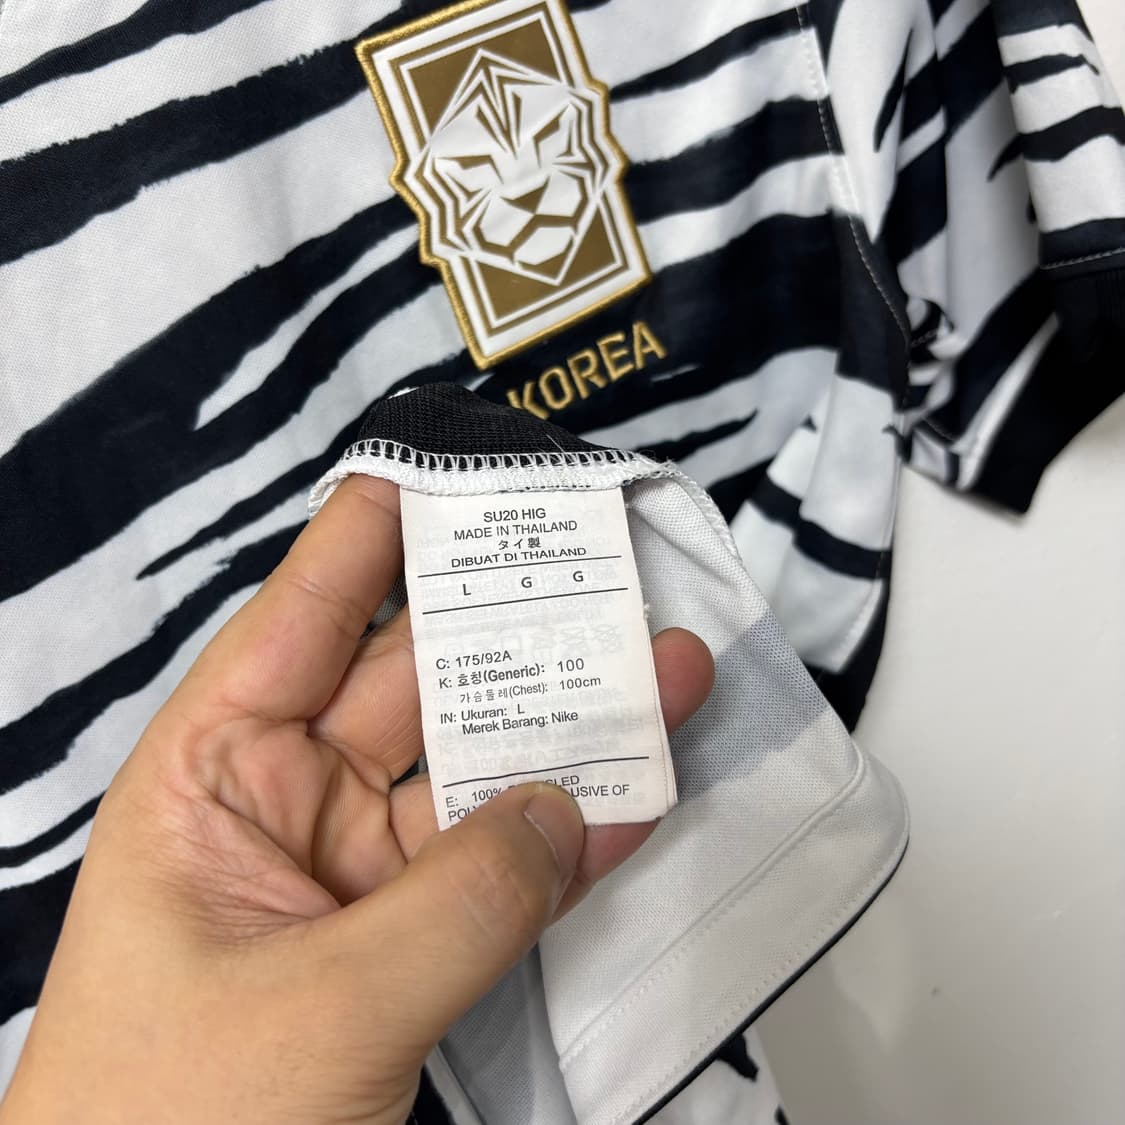 KOREA
SU20 HIG
MADE IN THAILAND
タイ製
DIBUAT DI THAILAND
L G G
C: 175/92A
K: 호칭(Generic): 100
가슴둘레(Chest): 100cm
IN: Ukuran: L
Merek Barang: Nike
E: 100%
OF